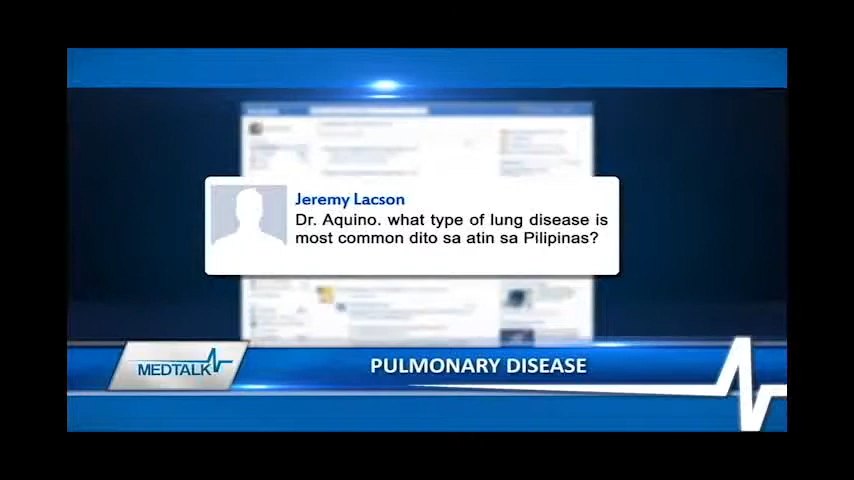 Jeremy Lacson
Dr. Aquino. what type of lung disease is
most common dito sa atin sa Pilipinas?
MEDTALK
PULMONARY DISEASE